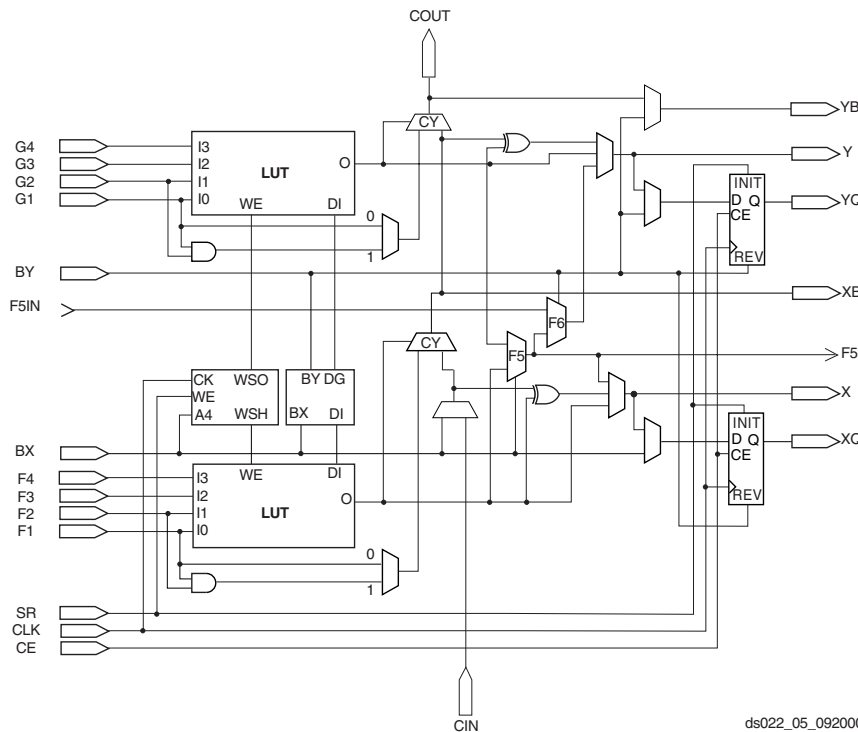 COUT
YB
CY
G4
I3
Y
G3
I2
LUT
O
G2
I1
INIT
D Q
YQ
G1
I0
WE
DI
CE
0
REV
1
BY
XB
F5IN
F6
CY
F5
F5
CK
WSO
BY DG
WE
X
A4
WSH
BX
DI
INIT
D Q
XQ
BX
CE
F4
I3
WE
DI
F3
I2
O
REV
F2
I1
LUT
F1
I0
0
1
SR
CLK
CE
CIN